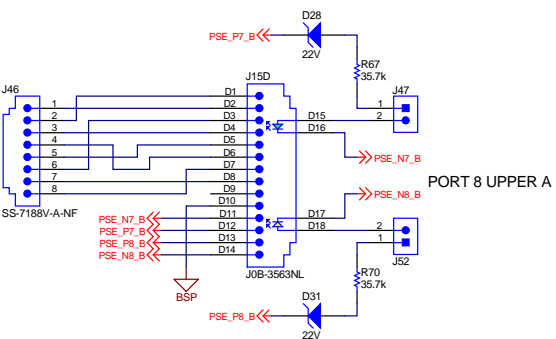 D28
PSE_P7_B
22V
R67
35.7k
J46
J15D
J47
1
2
3
4
5
6
7
8
D1
D2
D3
D4
D5
D6
D7
D8
D9
D10
D11
D12
D13
D14
D15
D16
1
2
PSE_N7_B
PORT 8 UPPER A
PSE_N8_B
SS-7188V-A-NF
PSE_N7_B
PSE_P7_B
PSE_P8_B
PSE_N8_B
D17
D18
2
1
J52
BSP
J0B-3563NL
R70
35.7k
D31
PSE_P8_B
22V